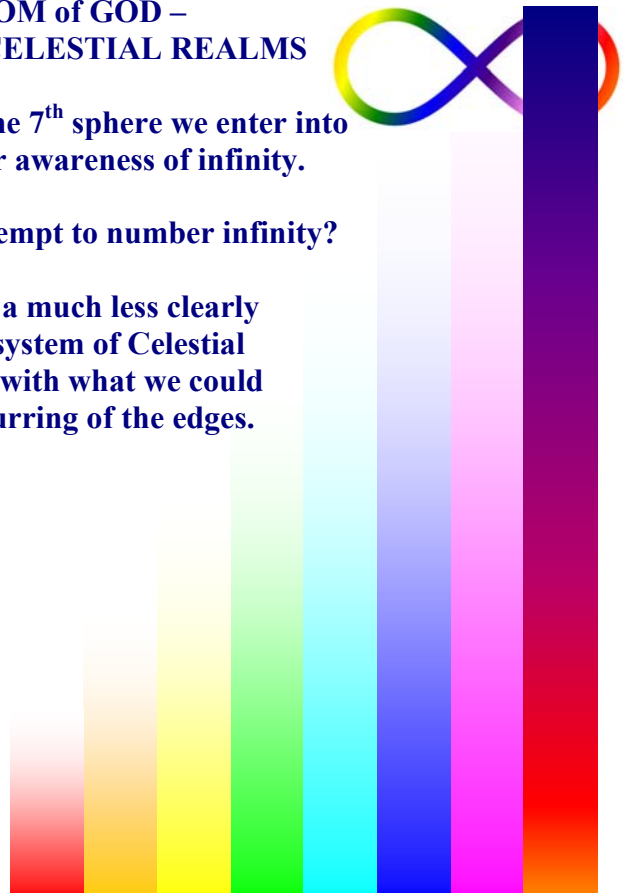 OM of GOD –
CELESTIAL REALMS
7th sphere we enter into
awareness of infinity.
empt to number infinity?
a much less clearly
system of Celestial
with what we could
urring of the edges.